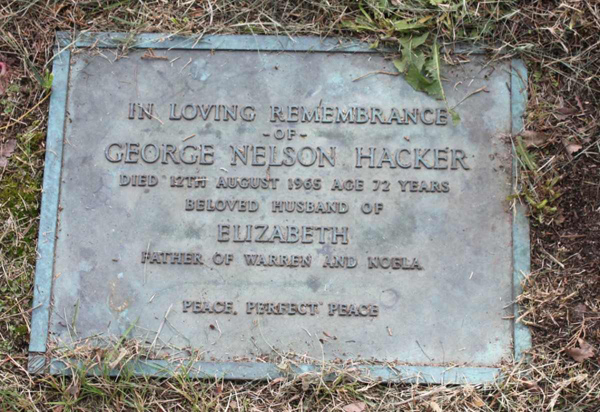 IN LOVING REMEMBRANCE
-OF-
GEORGE NELSON HACKER
DIED 12TH AUGUST 1965 AGE 72 YEARS
BELOVED HUSBAND OF
ELIZABETH
FATHER OF WARREN AND NOELA
PEACE, PERFECT PEACE